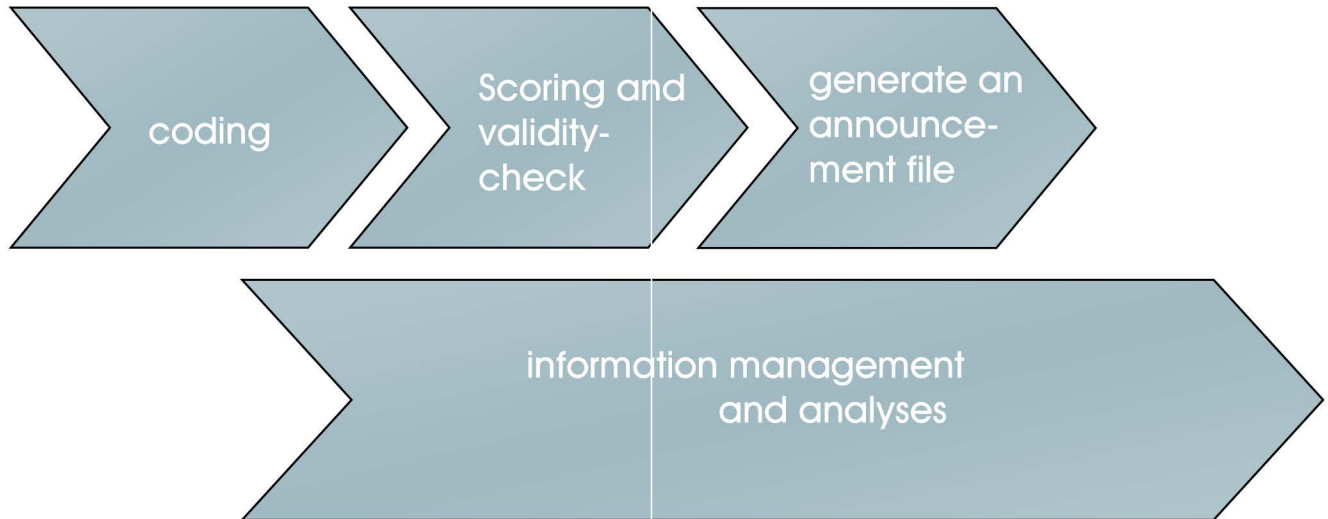 coding
Scoring and
validity-
check
generate an
announce-
ment file
information management
and analyses